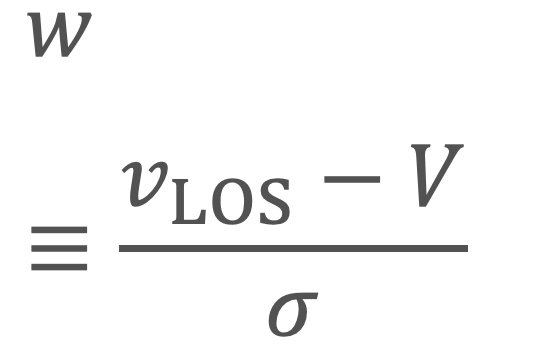 w
≡ v_LOS − V
σ